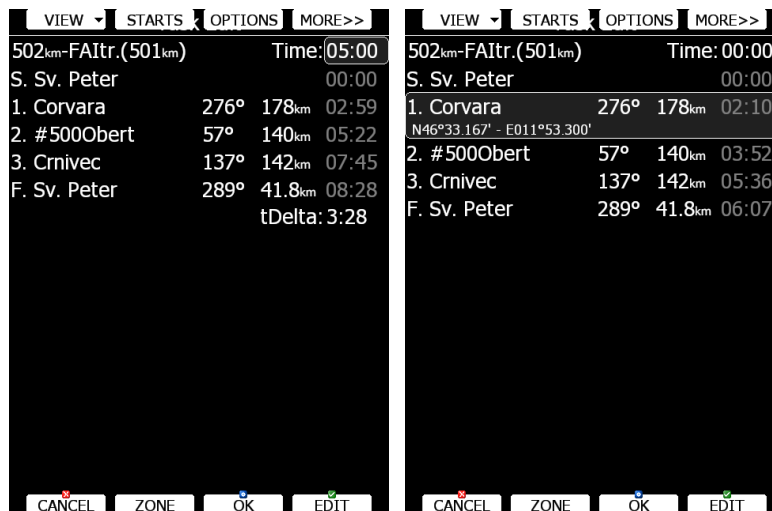 VIEW STARTS OPTIONS MORE>>
502km-FAItr.(501km) Time: 05:00
S. Sv. Peter 00:00
1. Corvara 276° 178km 02:59
2. #500Obert 57° 140km 05:22
3. Crnivec 137° 142km 07:45
F. Sv. Peter 289° 41.8km 08:28
tDelta: 3:28
CANCEL ZONE OK EDIT
VIEW STARTS OPTIONS MORE>>
502km-FAItr.(501km) Time: 00:00
S. Sv. Peter 00:00
1. Corvara 276° 178km 02:10
N46°33.167' - E011°53.300'
2. #500Obert 57° 140km 03:52
3. Crnivec 137° 142km 05:36
F. Sv. Peter 289° 41.8km 06:07
CANCEL ZONE OK EDIT